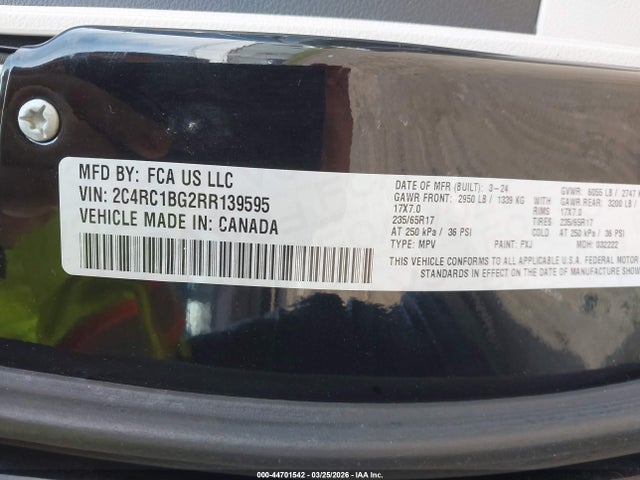 MFD BY: FCA US LLC
VIN: 2C4RC1BG2RR139595
VEHICLE MADE IN: CANADA
DATE OF MFR (BUILT): 3-24 GVWR: 6055 LB / 2747
GAWR FRONT: 2950 LB / 1339 KG WITH GAWR REAR: 3200 LB /
17X7.0 RIMS 17X7.0
235/65R17 TIRES 235/65R17
AT 250 kPa / 36 PSI COLD AT 250 kPa / 36 PSI
TYPE: MPV PAINT: PXJ MDH: 032222
THIS VEHICLE CONFORMS TO ALL APPLICABLE U.S.A. FEDERAL MOTOR
STANDARDS IN EFFECT ON THE DATE OF MANUFACTURE SHOW
000-44701542 - 03/25/2026 - IAA Inc.